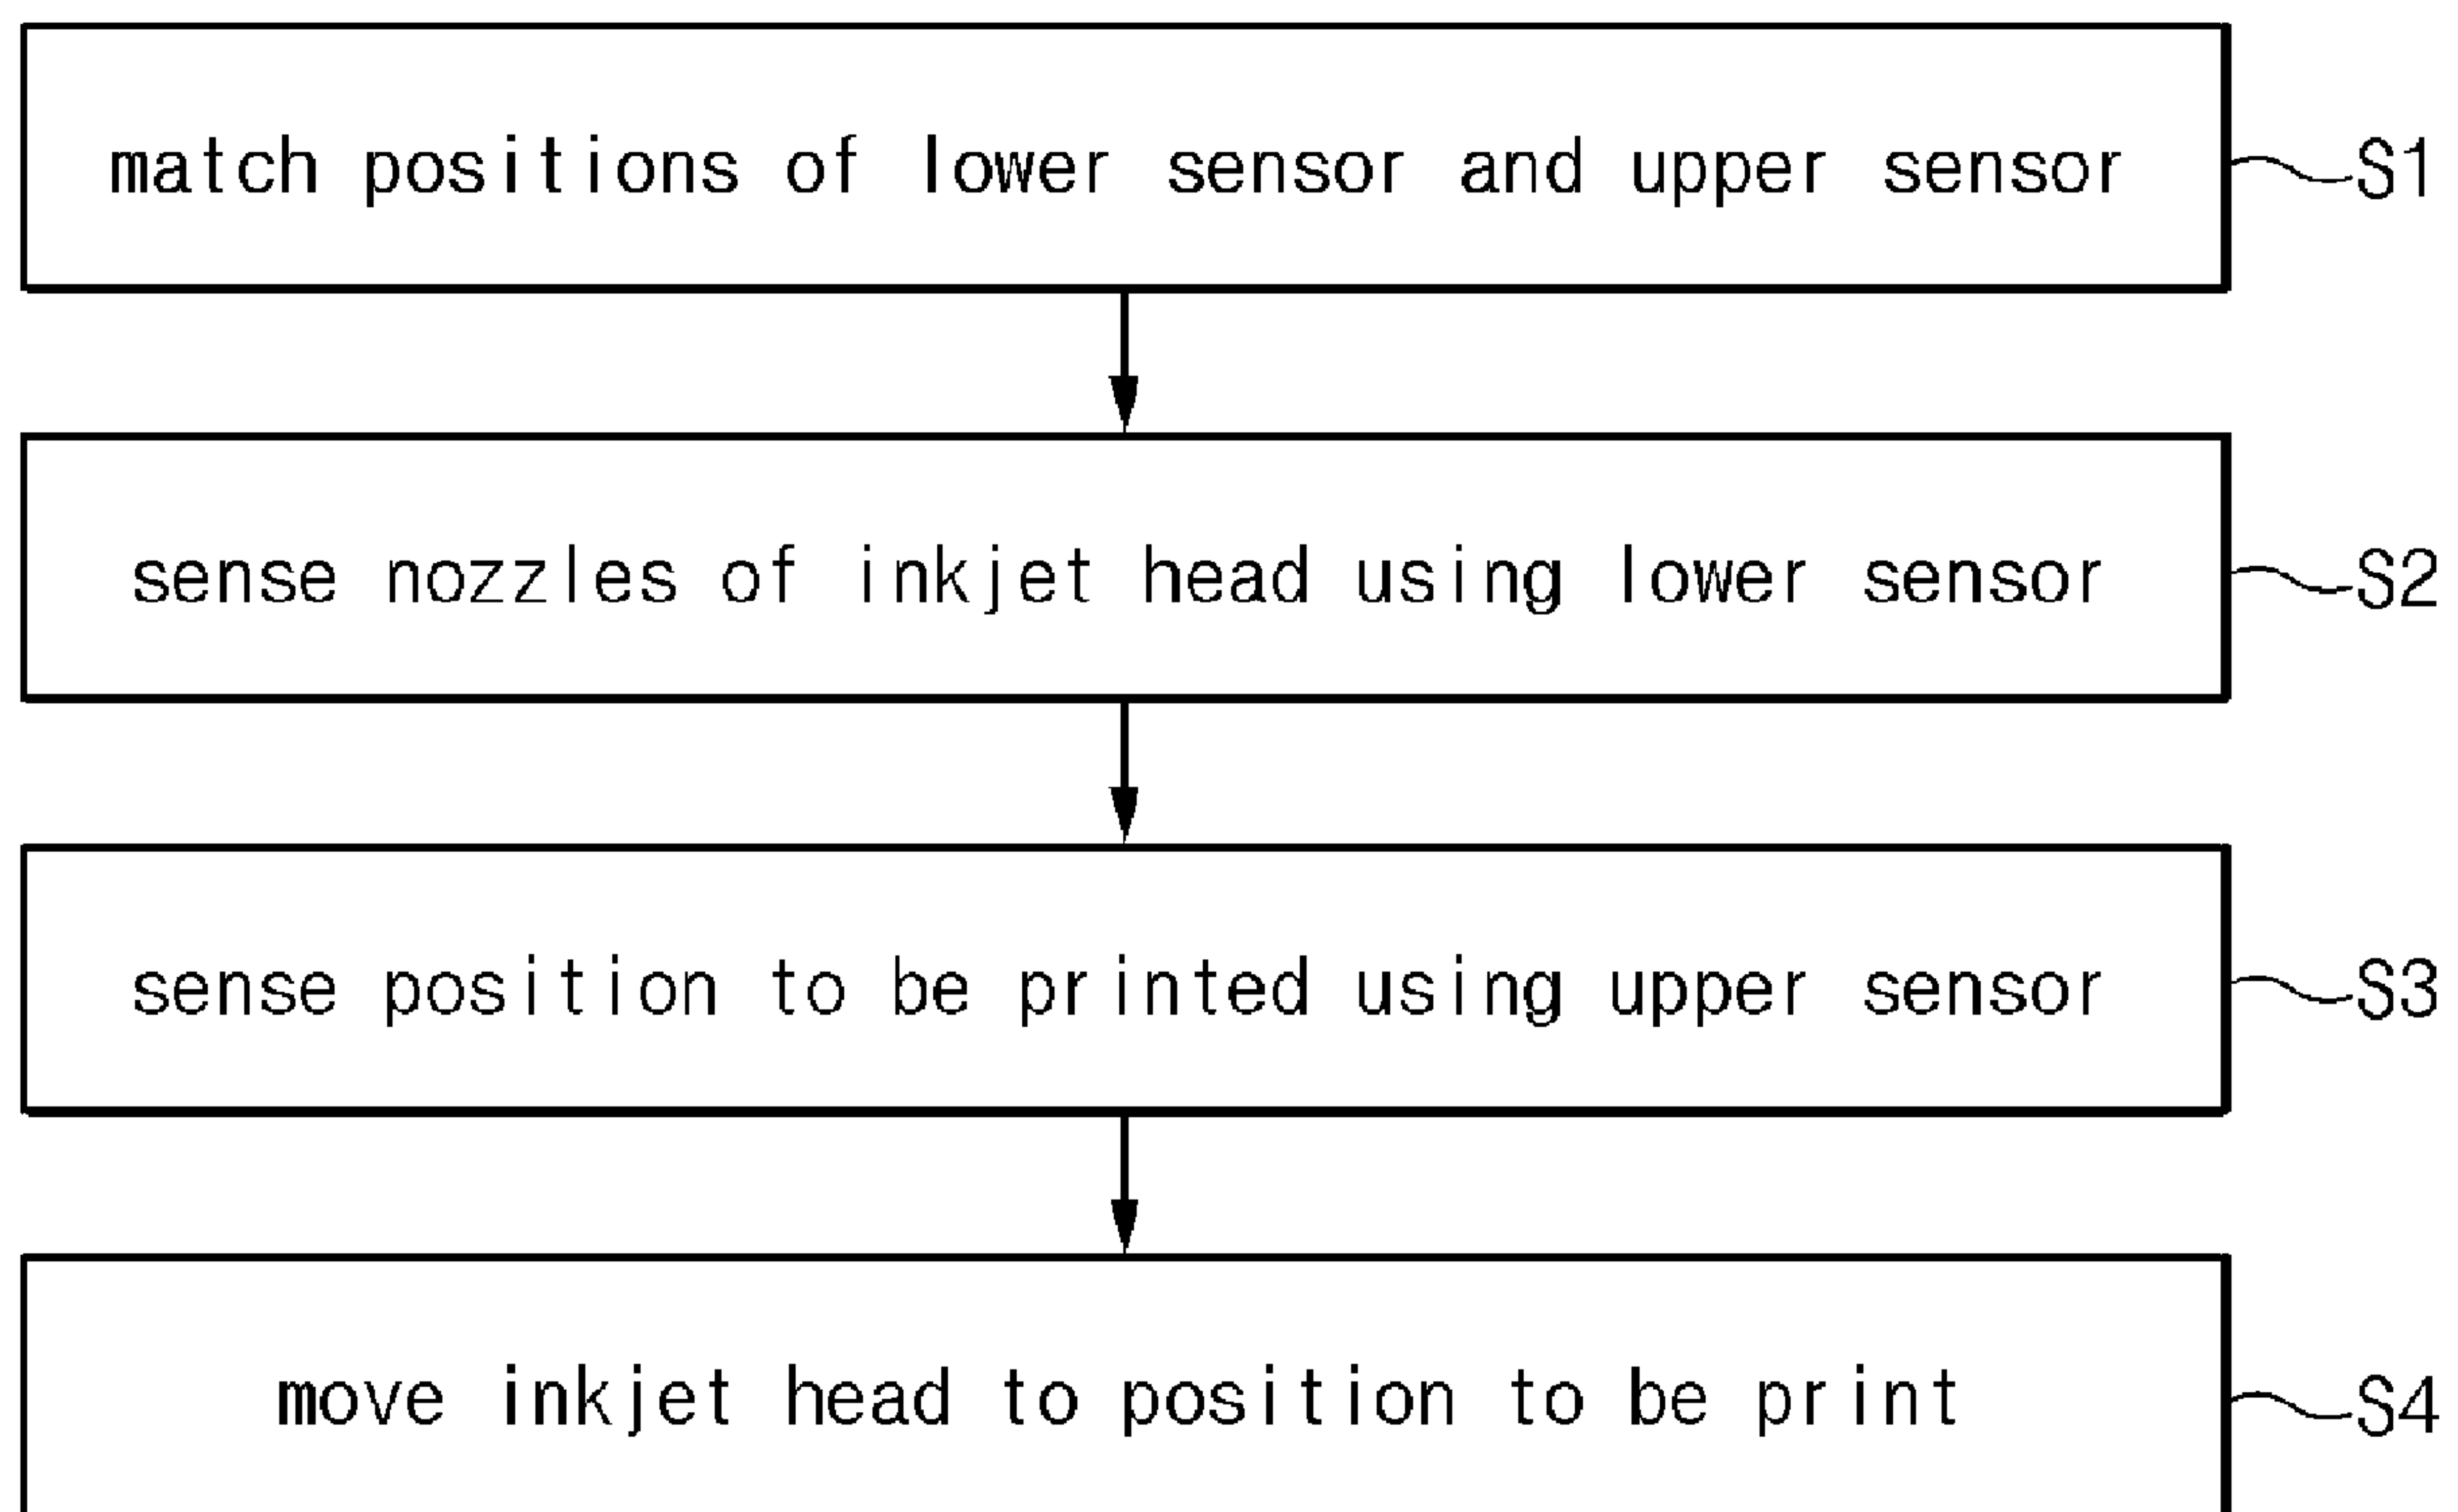 match positions of lower sensor and upper sensor S1
sense nozzles of inkjet head using lower sensor S2
sense position to be printed using upper sensor S3
move inkjet head to position to be print S4